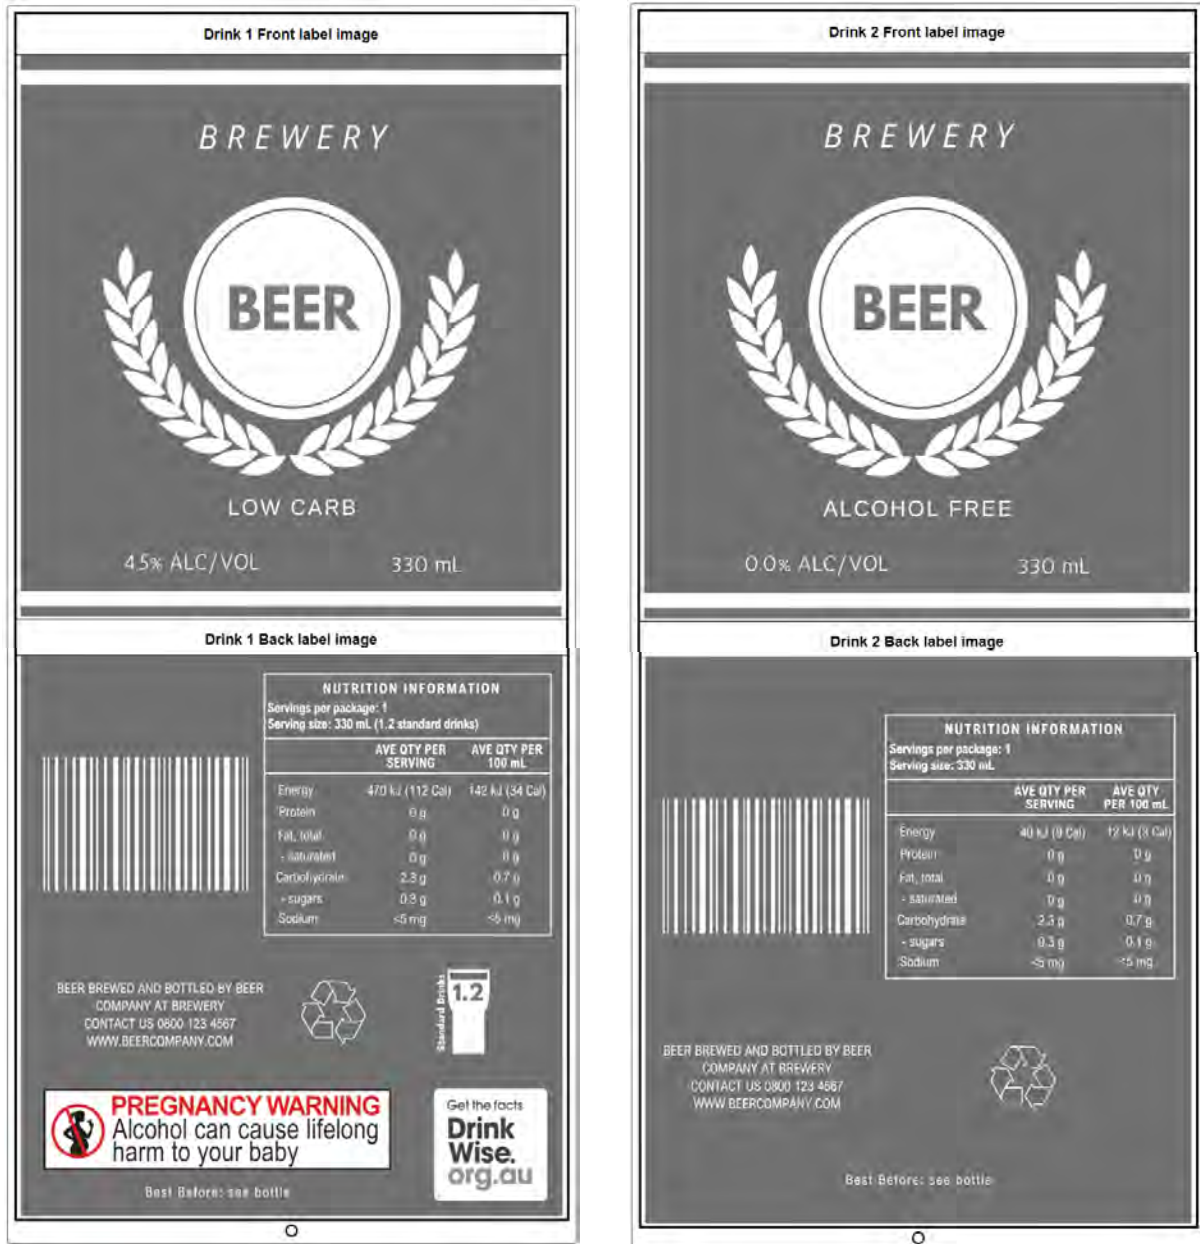 Drink 1 Front label image
BREWERY
BEER
LOW CARB
4.5% ALC/VOL 330 mL
Drink 1 Back label image
NUTRITION INFORMATION
Servings per package: 1
Serving size: 330 mL (1.2 standard drinks)
AVE QTY PER SERVING AVE QTY PER 100 mL
Energy 470 kJ (112 Cal) 142 kJ (34 Cal)
Protein 0 g 0 g
Fat, total 0 g 0 g
- saturated 0 g 0 g
Carbohydrate 2.3 g 0.7 g
- sugars 0.3 g 0.1 g
Sodium <5 mg <5 mg
BEER BREWED AND BOTTLED BY BEER
COMPANY AT BREWERY
CONTACT US 0800 123 4567
WWW.BEERCOMPANY.COM
Standard Drinks
1.2
PREGNANCY WARNING
Alcohol can cause lifelong
harm to your baby
Get the facts
Drink
Wise.
org.au
Best Before: see bottle
Drink 2 Front label image
BREWERY
BEER
ALCOHOL FREE
0.0% ALC/VOL 330 mL
Drink 2 Back label image
NUTRITION INFORMATION
Servings per package: 1
Serving size: 330 mL
AVE QTY PER SERVING AVE QTY PER 100 mL
Energy 40 kJ (9 Cal) 12 kJ (3 Cal)
Protein 0 g 0 g
Fat, total 0 g 0 g
- saturated 0 g 0 g
Carbohydrate 2.3 g 0.7 g
- sugars 0.3 g 0.1 g
Sodium <5 mg <5 mg
BEER BREWED AND BOTTLED BY BEER
COMPANY AT BREWERY
CONTACT US 0800 123 4567
WWW.BEERCOMPANY.COM
Best Before: see bottle